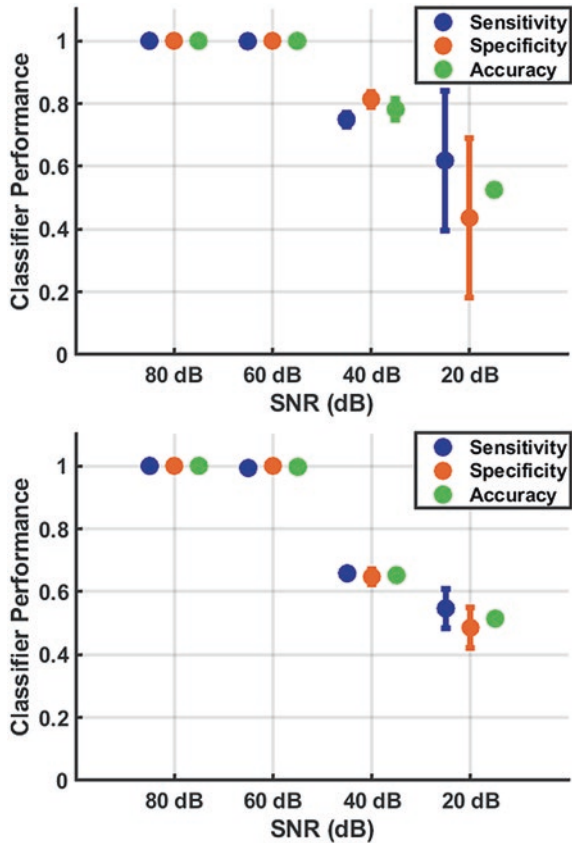 Sensitivity
Specificity
Accuracy
Classifier Performance
1
0.8
0.6
0.4
0.2
0
80 dB 60 dB 40 dB 20 dB
SNR (dB)
Sensitivity
Specificity
Accuracy
Classifier Performance
1
0.8
0.6
0.4
0.2
0
80 dB 60 dB 40 dB 20 dB
SNR (dB)